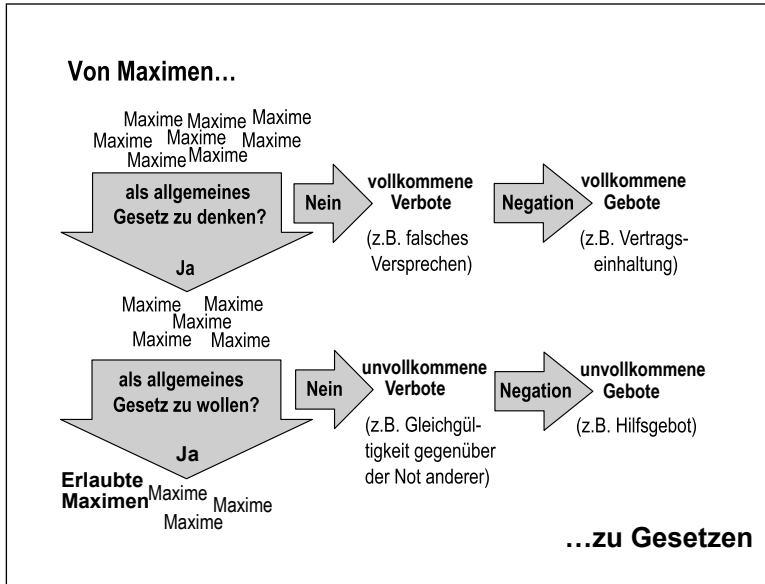 Von Maximen...
Maxime Maxime Maxime
Maxime Maxime Maxime
Maxime Maxime
als allgemeines
Gesetz zu denken?
Ja
Nein
vollkommene
Verbote
(z.B. falsches
Versprechen)
Negation
vollkommene
Gebote
(z.B. Vertrags-
einhaltung)
Maxime Maxime
Maxime
Maxime Maxime
als allgemeines
Gesetz zu wollen?
Ja
Nein
unvollkommene
Verbote
(z.B. Gleichgül-
tigkeit gegenüber
der Not anderer)
Negation
unvollkommene
Gebote
(z.B. Hilfsgebot)
Erlaubte
Maximen
Maxime
Maxime
Maxime
...zu Gesetzen